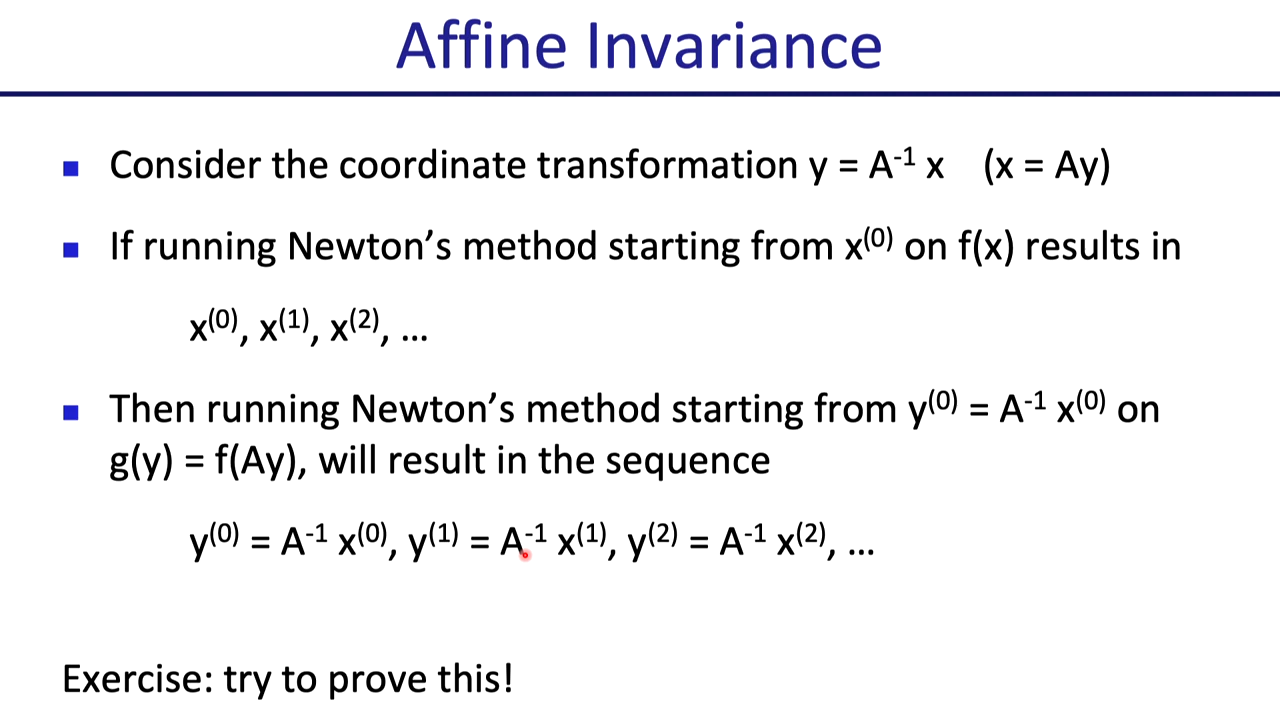 Affine Invariance
▪ Consider the coordinate transformation y = A⁻¹ x (x = Ay)
▪ If running Newton’s method starting from x⁽⁰⁾ on f(x) results in
x⁽⁰⁾, x⁽¹⁾, x⁽²⁾, …
▪ Then running Newton’s method starting from y⁽⁰⁾ = A⁻¹ x⁽⁰⁾ on
g(y) = f(Ay), will result in the sequence
y⁽⁰⁾ = A⁻¹ x⁽⁰⁾, y⁽¹⁾ = A⁻¹ x⁽¹⁾, y⁽²⁾ = A⁻¹ x⁽²⁾, …
Exercise: try to prove this!